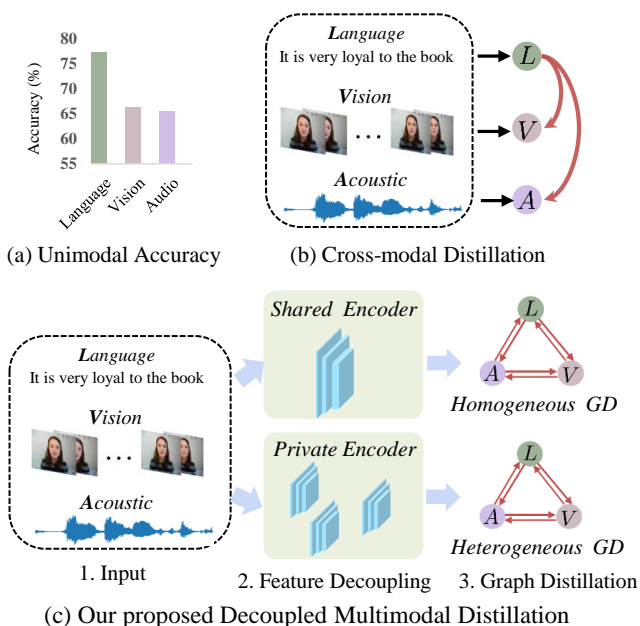 80
75
70
65
60
55
Accuracy (%)
Language
Vision
Audio
(a) Unimodal Accuracy
Language
It is very loyal to the book
Vision
...
Acoustic
L
V
A
(b) Cross-modal Distillation
Language
It is very loyal to the book
Vision
...
Acoustic
1. Input
Shared Encoder
Private Encoder
2. Feature Decoupling
L
A
V
Homogeneous GD
L
A
V
Heterogeneous GD
3. Graph Distillation
(c) Our proposed Decoupled Multimodal Distillation